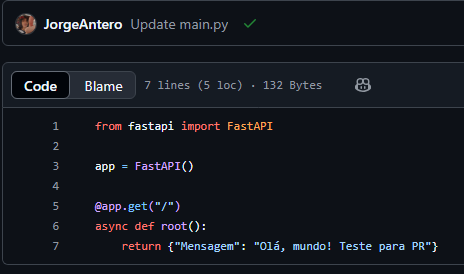 JorgeAntero Update main.py
Code Blame 7 lines (5 loc) · 132 Bytes
1 from fastapi import FastAPI
2
3 app = FastAPI()
4
5 @app.get("/")
6 async def root():
7     return {"Mensagem": "Olá, mundo! Teste para PR"}